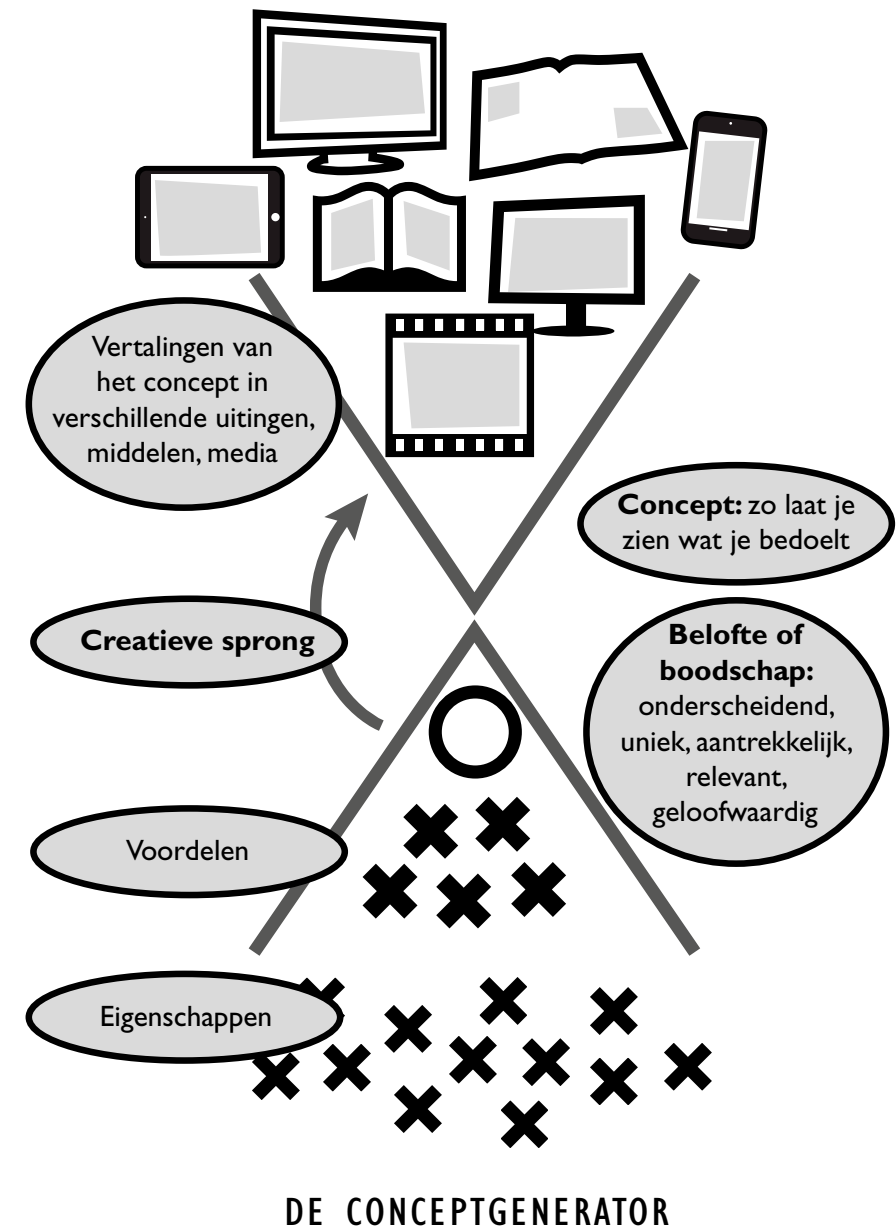 Vertalingen van
het concept in
verschillende uitingen,
middelen, media
Concept: zo laat je
zien wat je bedoelt
Creatieve sprong
Belofte of
boodschap:
onderscheidend,
uniek, aantrekkelijk,
relevant,
geloofwaardig
Voordelen
Eigenschappen
DE CONCEPTGENERATOR